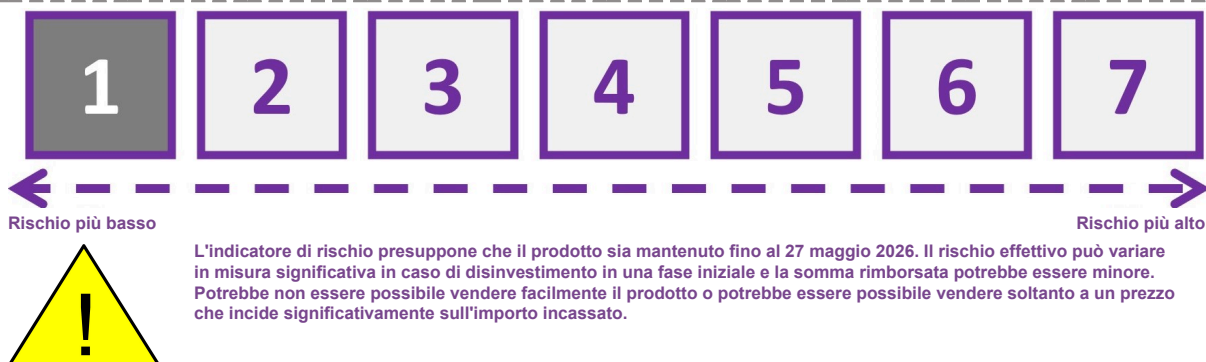 1 2 3 4 5 6 7
Rischio più basso Rischio più alto
L'indicatore di rischio presuppone che il prodotto sia mantenuto fino al 27 maggio 2026. Il rischio effettivo può variare
in misura significativa in caso di disinvestimento in una fase iniziale e la somma rimborsata potrebbe essere minore.
Potrebbe non essere possibile vendere facilmente il prodotto o potrebbe essere possibile vendere soltanto a un prezzo
che incide significativamente sull'importo incassato.
!